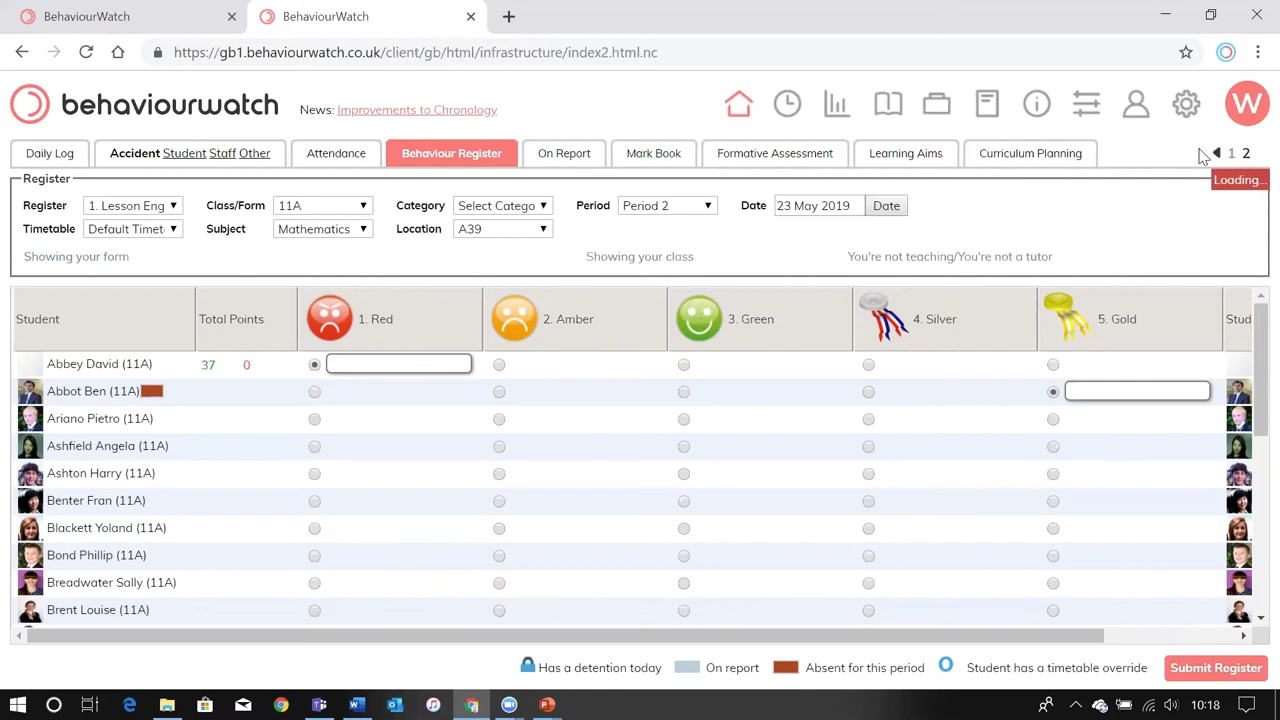 BehaviourWatch
BehaviourWatch
https://gb1.behaviourwatch.co.uk/client/gb/html/infrastructure/index2.html.nc
behaviourwatch News: Improvements to Chronology W
Daily Log Accident Student Staff Other Attendance Behaviour Register On Report Mark Book Formative Assessment Learning Aims Curriculum Planning 1 2
Loading...
Register
Register 1. Lesson Eng Class/Form 11A Category Select Catego Period Period 2 Date 23 May 2019 Date
Timetable Default Timet Subject Mathematics Location A39
Showing your form Showing your class You're not teaching/You're not a tutor
Student Total Points 1. Red 2. Amber 3. Green 4. Silver 5. Gold Stud
Abbey David (11A) 37 0
Abbot Ben (11A)
Ariano Pietro (11A)
Ashfield Angela (11A)
Ashton Harry (11A)
Benter Fran (11A)
Blackett Yoland (11A)
Bond Phillip (11A)
Breadwater Sally (11A)
Brent Louise (11A)
Has a detention today On report Absent for this period Student has a timetable override Submit Register
10:18